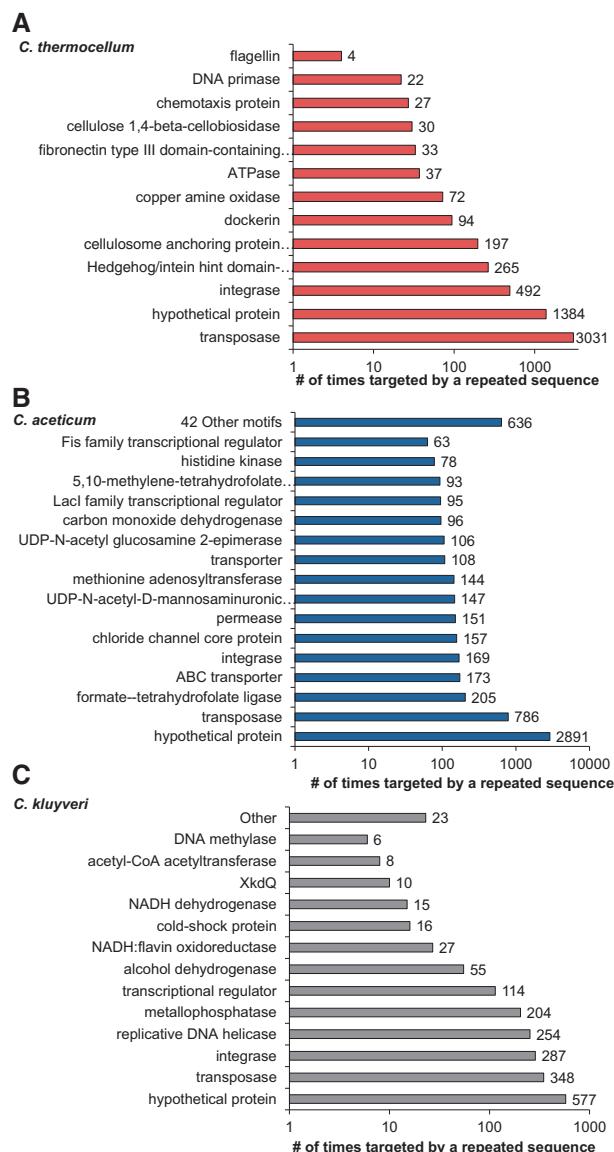 A
C. thermocellum
flagellin 4
DNA primase 22
chemotaxis protein 27
cellulose 1,4-beta-cellobiosidase 30
fibronectin type III domain-containing… 33
ATPase 37
copper amine oxidase 72
dockerin 94
cellulosome anchoring protein… 197
Hedgehog/intein hint domain-… 265
integrase 492
hypothetical protein 1384
transposase 3031
1 10 100 1000
# of times targeted by a repeated sequence
B
C. aceticum
42 Other motifs 636
Fis family transcriptional regulator 63
histidine kinase 78
5,10-methylene-tetrahydrofolate… 93
LacI family transcriptional regulator 95
carbon monoxide dehydrogenase 96
UDP-N-acetyl glucosamine 2-epimerase 106
transporter 108
methionine adenosyltransferase 144
UDP-N-acetyl-D-mannosaminuronic… 147
permease 151
chloride channel core protein 157
integrase 169
ABC transporter 173
formate--tetrahydrofolate ligase 205
transposase 786
hypothetical protein 2891
1 10 100 1000 10000
# of times targeted by a repeated sequence
C
C. kluyveri
Other 23
DNA methylase 6
acetyl-CoA acetyltransferase 8
XkdQ 10
NADH dehydrogenase 15
cold-shock protein 16
NADH:flavin oxidoreductase 27
alcohol dehydrogenase 55
transcriptional regulator 114
metallophosphatase 204
replicative DNA helicase 254
integrase 287
transposase 348
hypothetical protein 577
1 10 100 1000
# of times targeted by a repeated sequence